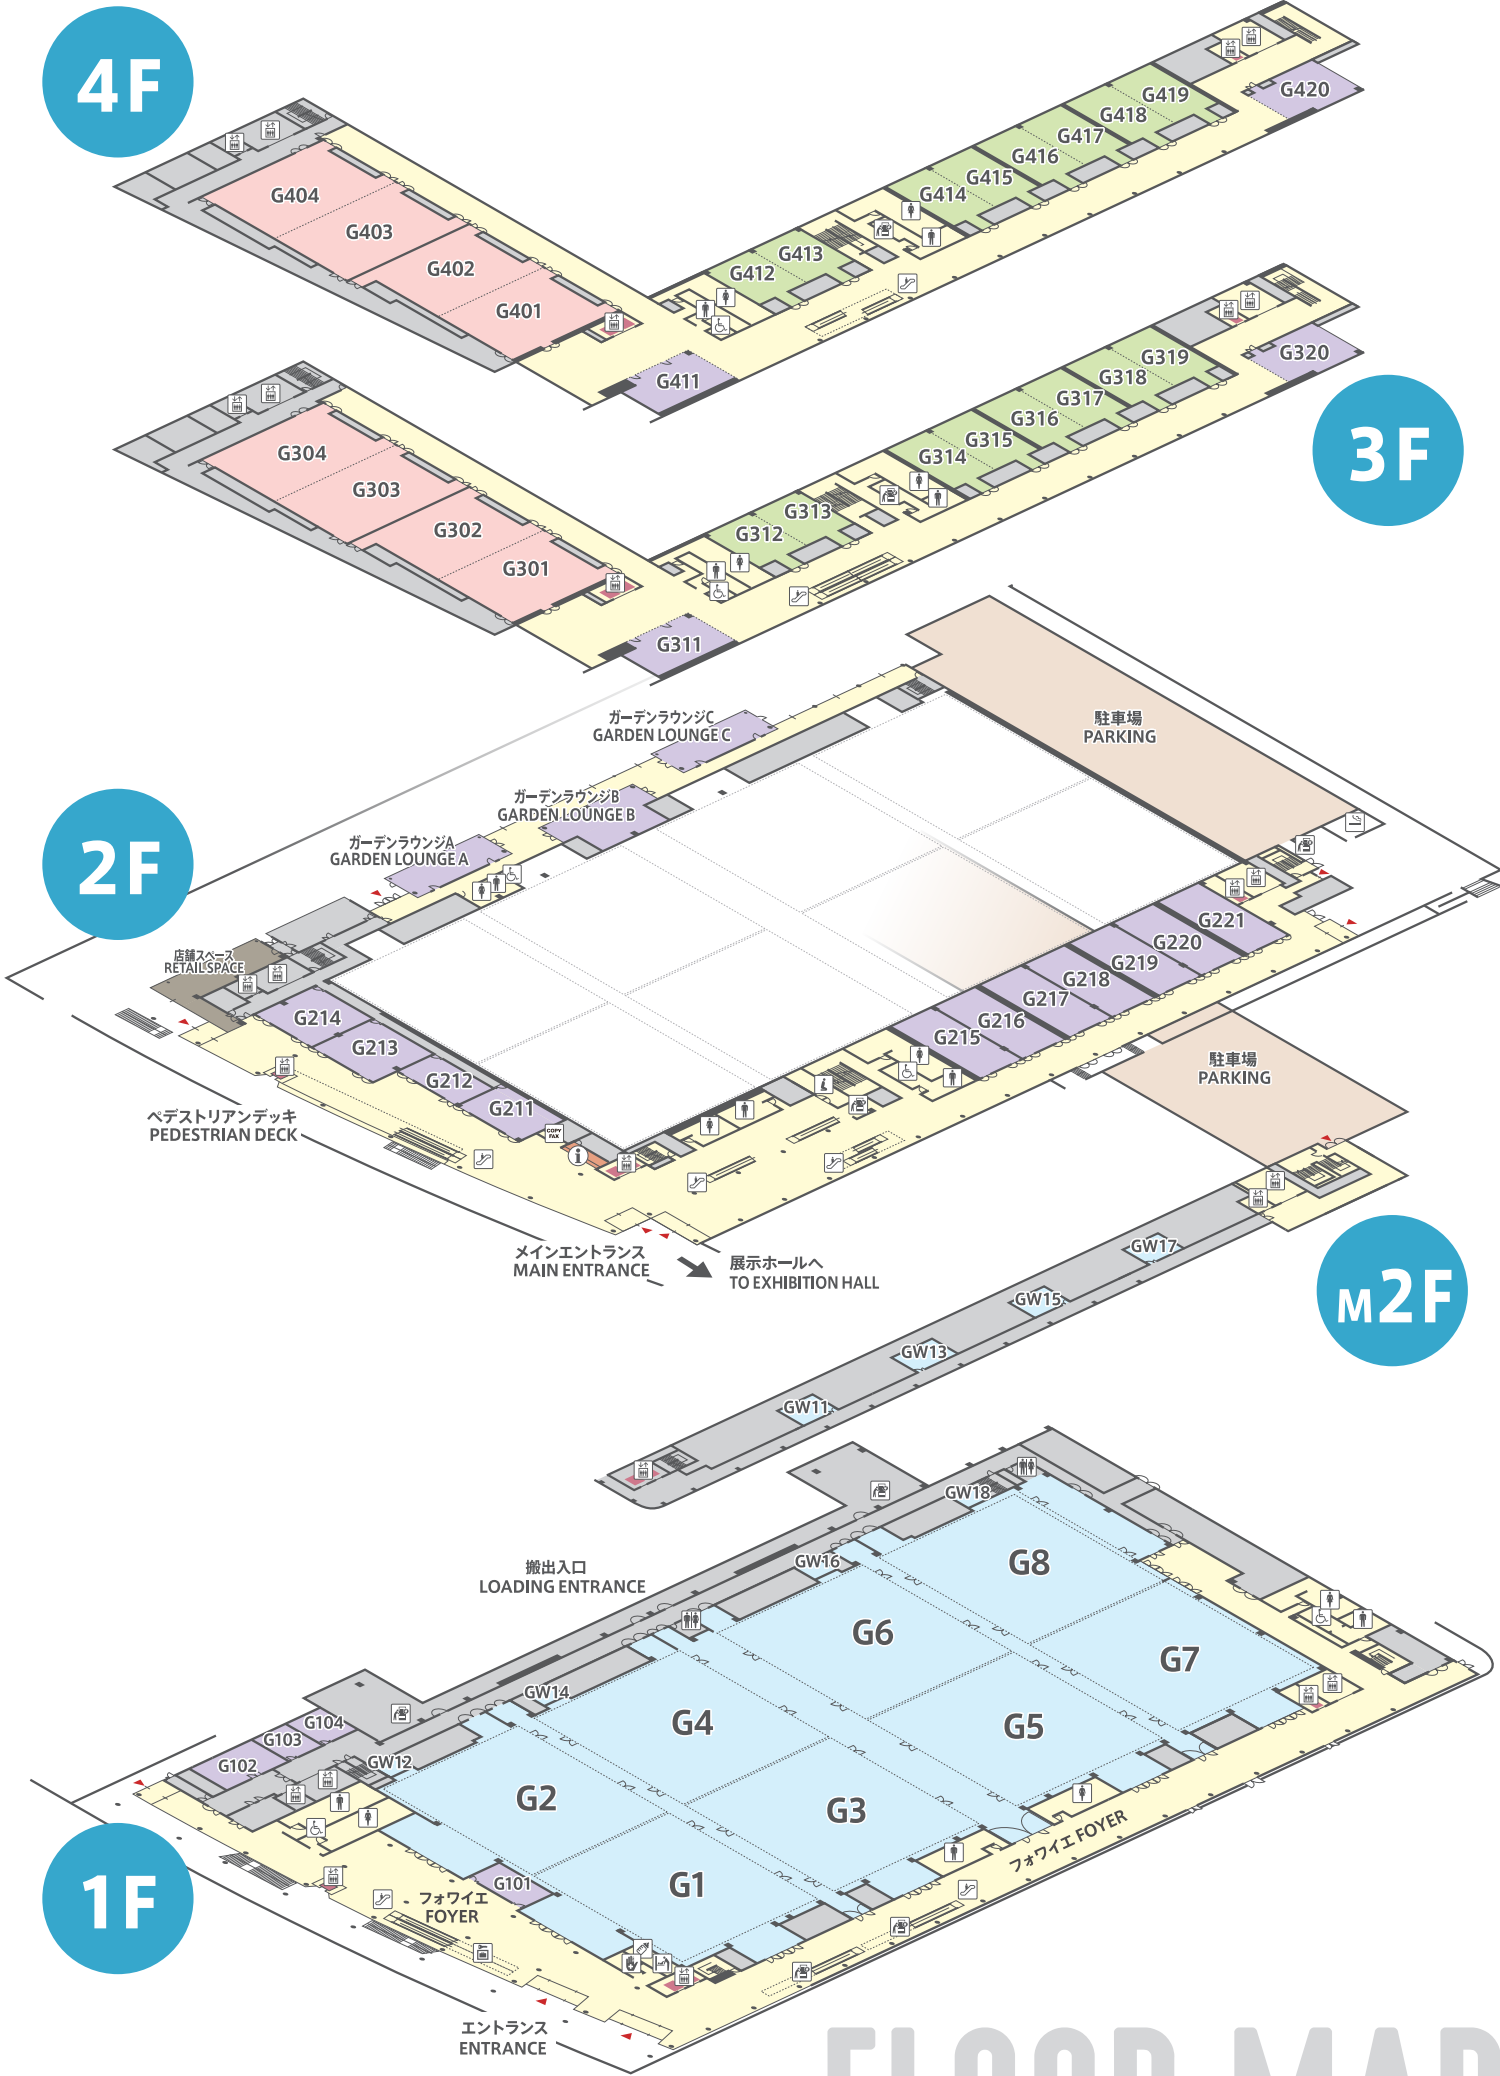 4F
G420
G419
G418
G417
G416
G415
G414
G413
G412
G404
G403
G402
G401
G411
3F
G320
G319
G318
G317
G316
G315
G314
G313
G312
G304
G303
G302
G301
G311
2F
ガーデンラウンジC
GARDEN LOUNGE C
ガーデンラウンジB
GARDEN LOUNGE B
ガーデンラウンジA
GARDEN LOUNGE A
駐車場
PARKING
店舗スペース
RETAIL SPACE
G221
G220
G219
G218
G217
G216
G215
G214
G213
G212
G211
COPY
FAX
i
ペデストリアンデッキ
PEDESTRIAN DECK
メインエントランス
MAIN ENTRANCE
展示ホールへ
TO EXHIBITION HALL
駐車場
PARKING
M2F
GW17
GW15
GW13
GW11
搬出入口
LOADING ENTRANCE
GW18
GW16
GW14
GW12
G8
G7
G6
G5
G4
G3
G2
G1
G104
G103
G102
G101
1F
フォワイエ
FOYER
フォワイエ FOYER
エントランス
ENTRANCE
FLOOR MAP